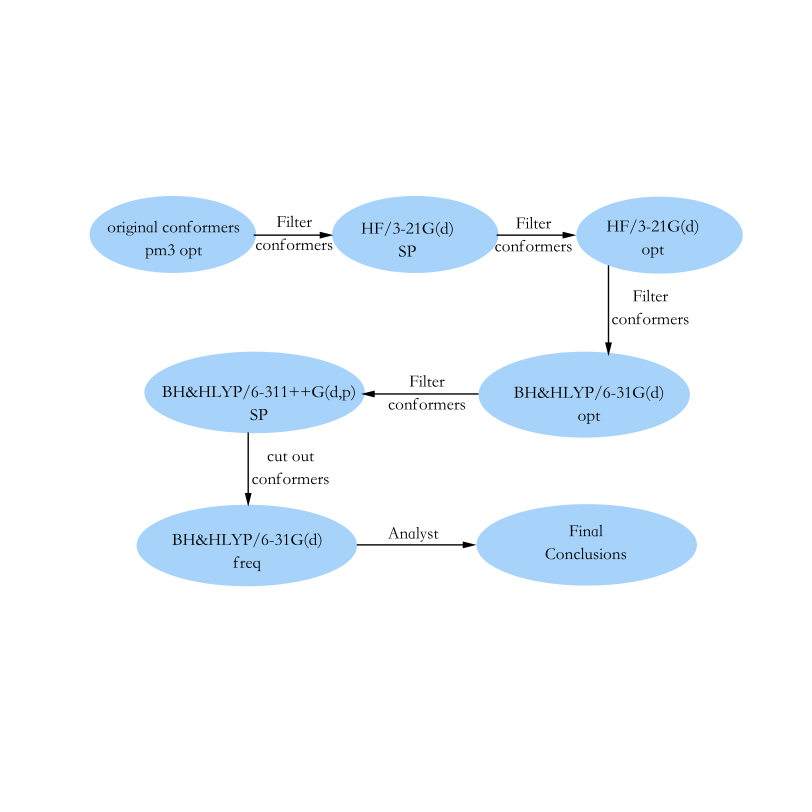 original conformers
pm3 opt
Filter
conformers
HF/3-21G(d)
SP
Filter
conformers
HF/3-21G(d)
opt
Filter
conformers
BH&HLYP/6-31G(d)
opt
Filter
conformers
BH&HLYP/6-311++G(d,p)
SP
cut out
conformers
BH&HLYP/6-31G(d)
freq
Analyst
Final
Conclusions